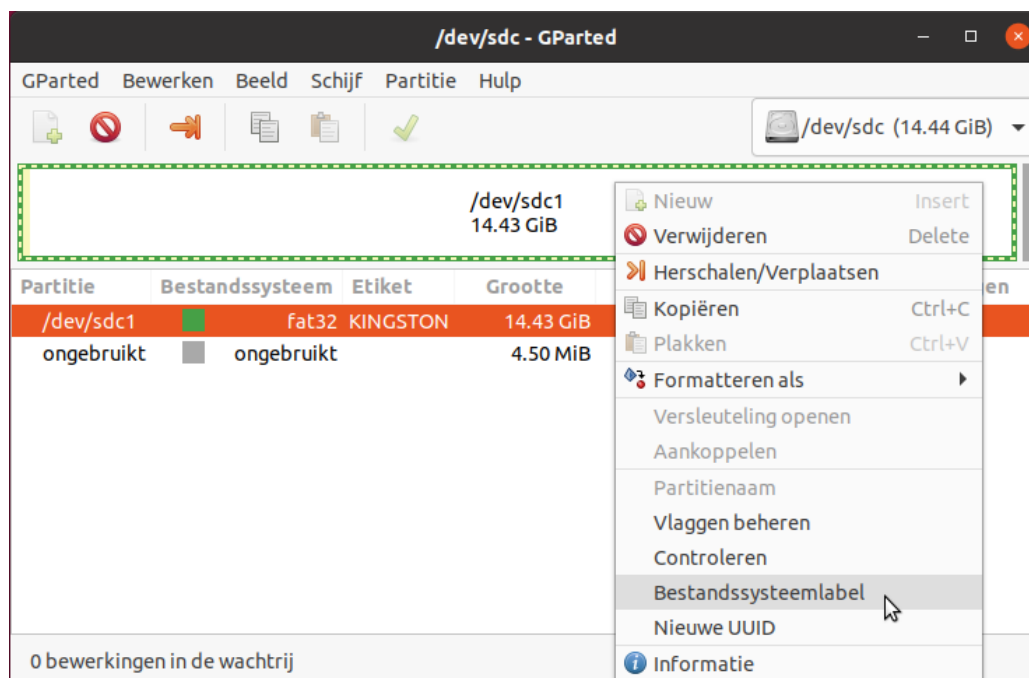 /dev/sdc - GParted
GParted Bewerken Beeld Schijf Partitie Hulp
/dev/sdc (14.44 GiB)
/dev/sdc1
14.43 GiB
Partitie Bestandssysteem Etiket Grootte en
/dev/sdc1 fat32 KINGSTON 14.43 GiB
ongebruikt ongebruikt 4.50 MiB
Nieuw Insert
Verwijderen Delete
Herschalen/Verplaatsen
Kopiëren Ctrl+C
Plakken Ctrl+V
Formatteren als
Versleuteling openen
Aankoppelen
Partitienaam
Vlaggen beheren
Controleren
Bestandssysteemlabel
Nieuwe UUID
Informatie
0 bewerkingen in de wachtrij